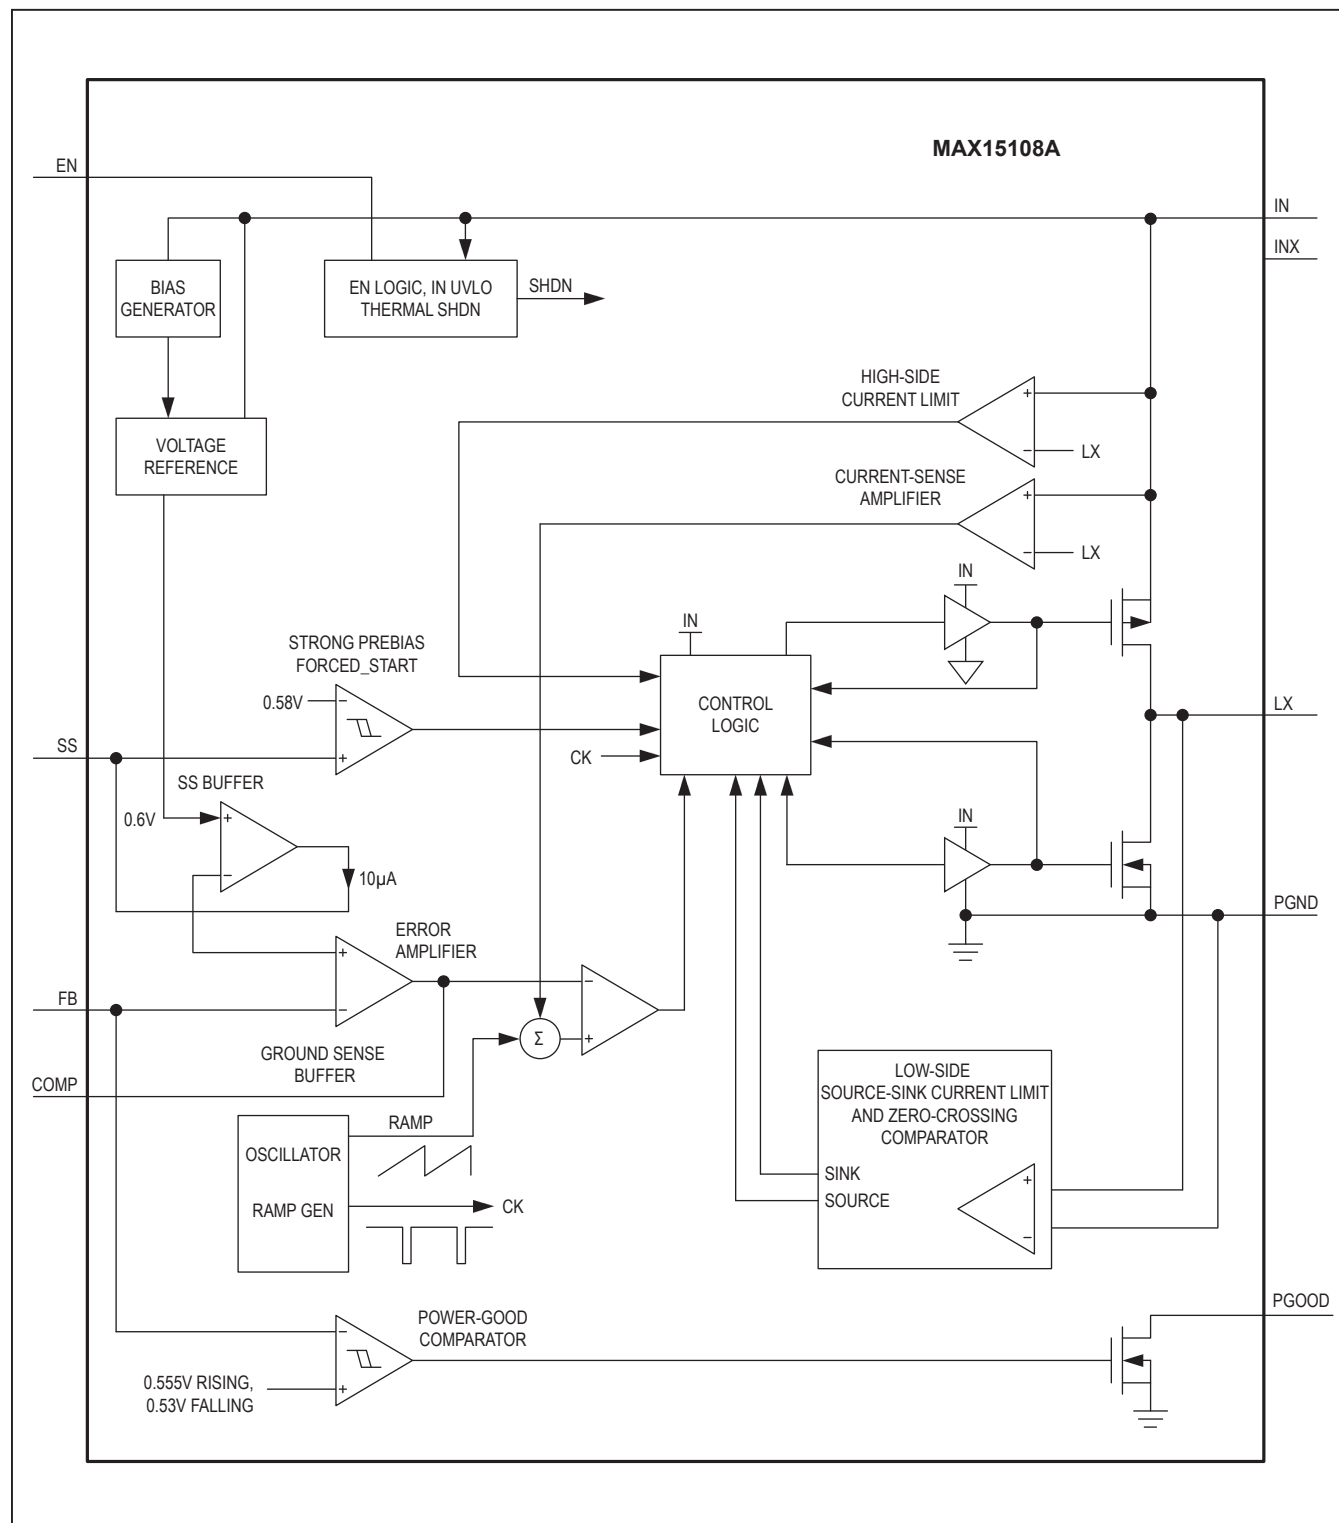 MAX15108A
EN
IN
INX
BIAS
GENERATOR
EN LOGIC, IN UVLO
THERMAL SHDN
SHDN
HIGH-SIDE
CURRENT LIMIT
+
−
LX
VOLTAGE
REFERENCE
CURRENT-SENSE
AMPLIFIER
+
−
LX
IN
IN
STRONG PREBIAS
FORCED_START
0.58V
−
+
CONTROL
LOGIC
CK
LX
SS
SS BUFFER
0.6V
+
−
10µA
IN
PGND
ERROR
AMPLIFIER
+
−
FB
−
+
Σ
GROUND SENSE
BUFFER
COMP
LOW-SIDE
SOURCE-SINK CURRENT LIMIT
AND ZERO-CROSSING
COMPARATOR
SINK
SOURCE
+
−
OSCILLATOR
RAMP GEN
RAMP
CK
PGOOD
POWER-GOOD
COMPARATOR
−
+
0.555V RISING,
0.53V FALLING